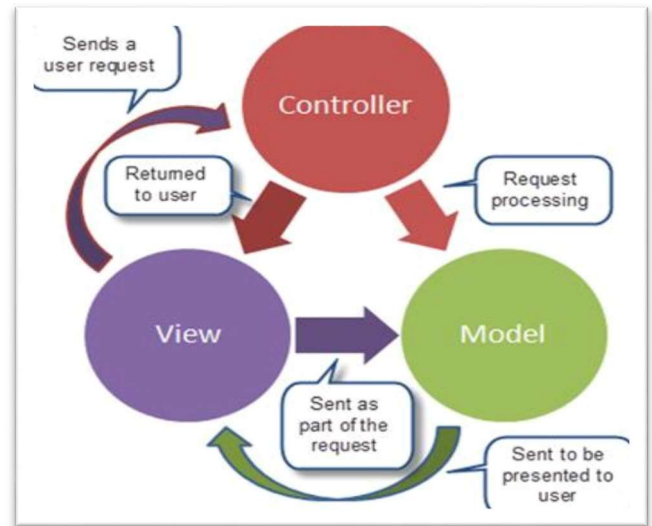 Sends a
user request
Controller
Returned
to user
Request
processing
View
Model
Sent as
part of the
request
Sent to be
presented to
user